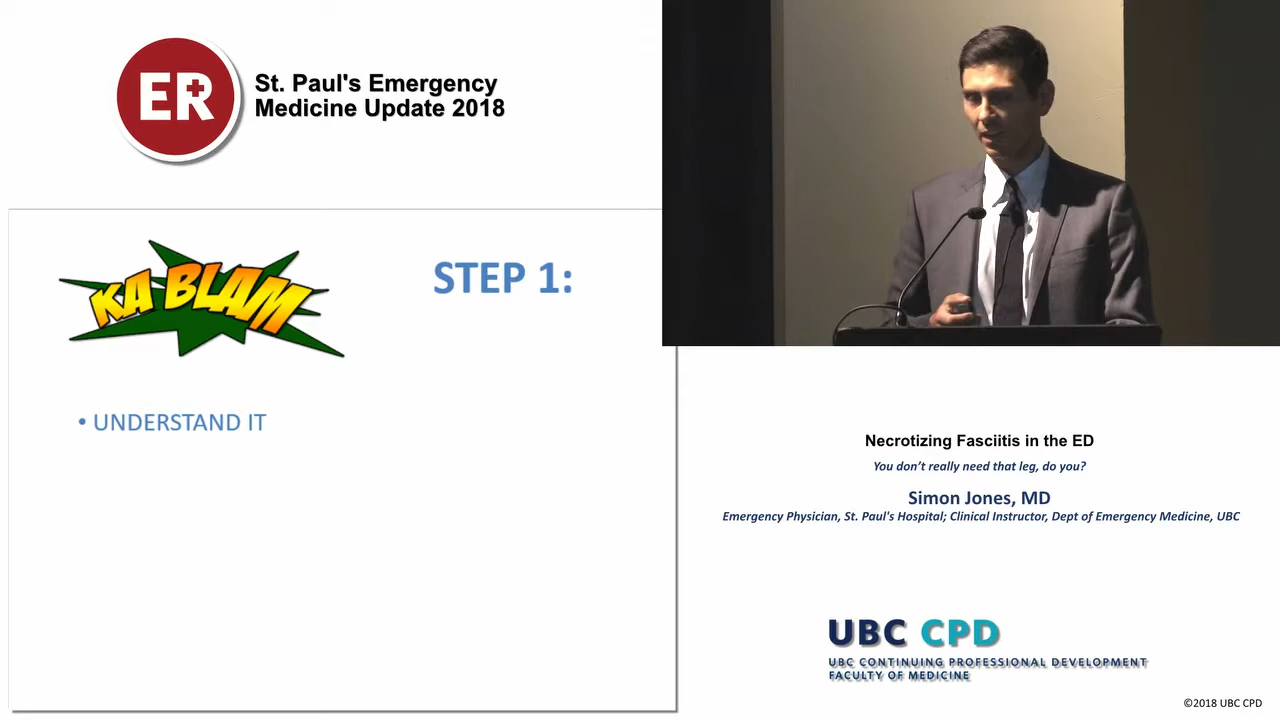 ER
St. Paul's Emergency
Medicine Update 2018
KA BLAM
STEP 1:
• UNDERSTAND IT
Necrotizing Fasciitis in the ED
You don't really need that leg, do you?
Simon Jones, MD
Emergency Physician, St. Paul's Hospital; Clinical Instructor, Dept of Emergency Medicine, UBC
UBC CPD
UBC CONTINUING PROFESSIONAL DEVELOPMENT
FACULTY OF MEDICINE
©2018 UBC CPD